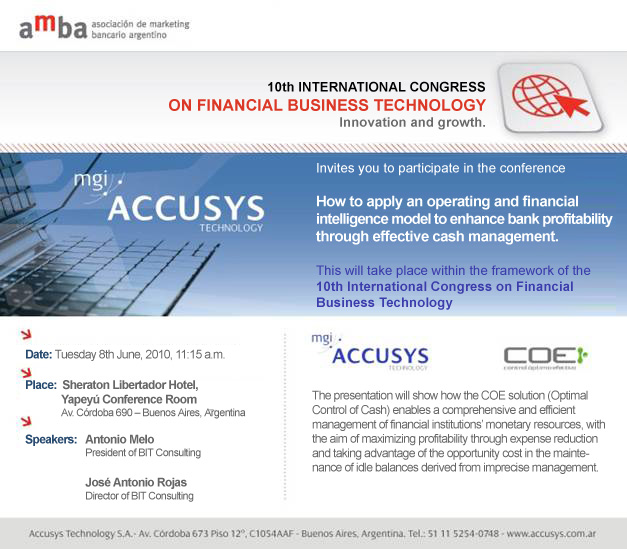 amba asociación de marketing
bancario argentino
10th INTERNATIONAL CONGRESS
ON FINANCIAL BUSINESS TECHNOLOGY
Innovation and growth.
mgi
ACCUSYS
TECHNOLOGY
Invites you to participate in the conference
How to apply an operating and financial
intelligence model to enhance bank profitability
through effective cash management.
This will take place within the framework of the
10th International Congress on Financial
Business Technology
Date: Tuesday 8th June, 2010, 11:15 a.m.
Place: Sheraton Libertador Hotel,
Yapeyú Conference Room
Av. Córdoba 690 – Buenos Aires, Argentina
Speakers: Antonio Melo
President of BIT Consulting
José Antonio Rojas
Director of BIT Consulting
mgi
ACCUSYS
TECHNOLOGY
COE
control óptimo efectivo
The presentation will show how the COE solution (Optimal
Control of Cash) enables a comprehensive and efficient
management of financial institutions' monetary resources, with
the aim of maximizing profitability through expense reduction
and taking advantage of the opportunity cost in the mainte-
nance of idle balances derived from imprecise management.
Accusys Technology S.A.- Av. Córdoba 673 Piso 12º, C1054AAF - Buenos Aires, Argentina. Tel.: 51 11 5254-0748 - www.accusys.com.ar